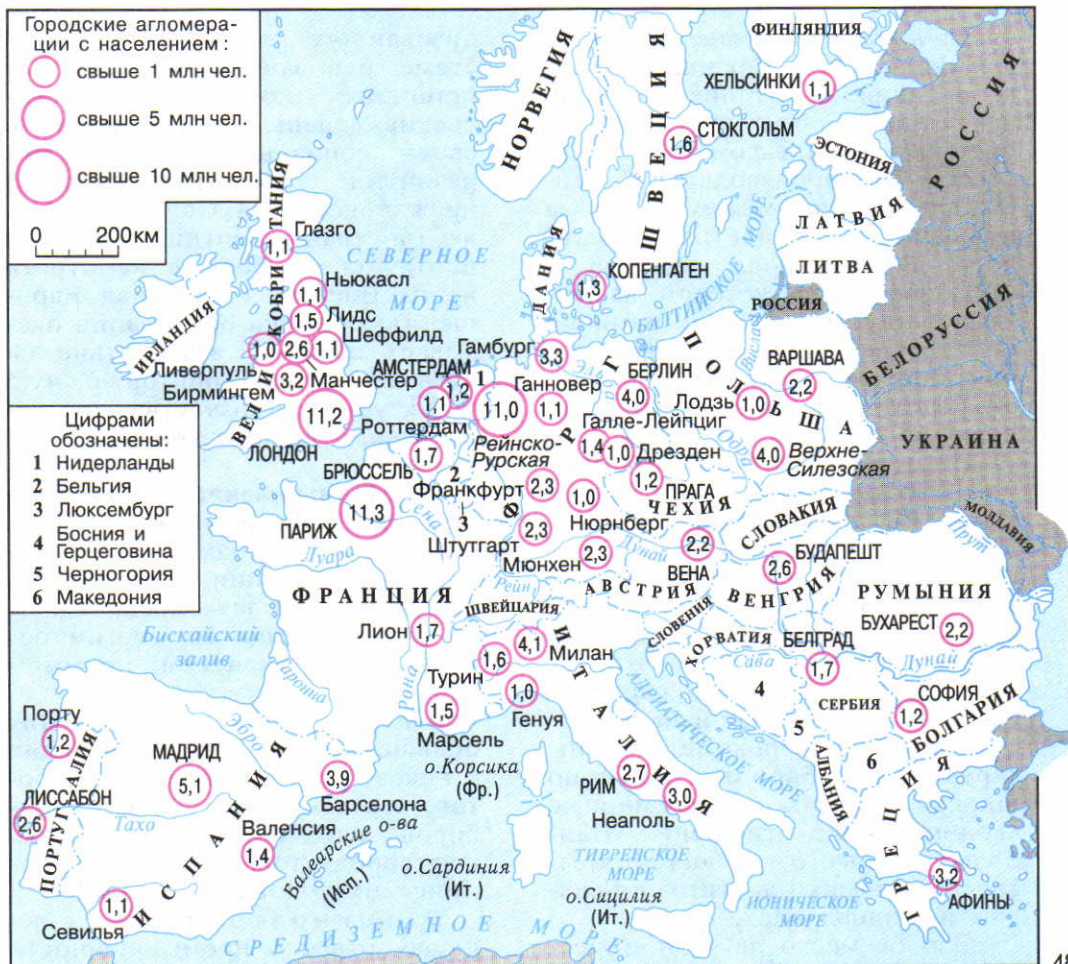 Городские агломера-
ции с населением:
свыше 1 млн чел.
свыше 5 млн чел.
свыше 10 млн чел.
0 200 км
НОРВЕГИЯ
ШВЕЦИЯ
ФИНЛЯНДИЯ
РОССИЯ
ХЕЛЬСИНКИ
1,1
СТОКГОЛЬМ
1,6
ЭСТОНИЯ
ЛАТВИЯ
ЛИТВА
РОССИЯ
БЕЛОРУССИЯ
УКРАИНА
МОЛДАВИЯ
БАЛТИЙСКОЕ МОРЕ
СЕВЕРНОЕ
МОРЕ
ДАНИЯ
КОПЕНГАГЕН
1,3
ВЕЛИКОБРИТАНИЯ
ИРЛАНДИЯ
Глазго
1,1
Ньюкасл
1,1
Лидс
1,5
Шеффилд
1,0
2,6
1,1
Ливерпуль
Манчестер
Бирмингем
3,2
11,2
ЛОНДОН
АМСТЕРДАМ
1
1,2
1,1
Роттердам
БРЮССЕЛЬ
1,7
2
3
Гамбург
3,3
Ганновер
11,0
1,1
Рейнско-
Рурская
Эльба
БЕРЛИН
4,0
Галле-Лейпциг
1,4
1,0
Дрезден
ФРГ
Франкфурт
2,3
1,0
Нюрнберг
Штутгарт
2,3
Мюнхен
2,3
Рейн
Дунай
ПОЛЬША
Висла
ВАРШАВА
2,2
Лодзь
1,0
Одра
4,0
Верхне-
Силезская
1,2
ПРАГА
ЧЕХИЯ
СЛОВАКИЯ
2,2
ВЕНА
АВСТРИЯ
БУДАПЕШТ
2,6
ВЕНГРИЯ
Прут
РУМЫНИЯ
БУХАРЕСТ
2,2
Дунай
Цифрами
обозначены:
1 Нидерланды
2 Бельгия
3 Люксембург
4 Босния и
Герцеговина
5 Черногория
6 Македония
11,3
ПАРИЖ
Сена
Луара
ФРАНЦИЯ
Бискайский
залив
Гаронна
Рона
Лион
1,7
1,5
Марсель
ШВЕЙЦАРИЯ
4,1
Милан
Турин
1,6
1,0
Генуя
ИТАЛИЯ
СЛОВЕНИЯ
ХОРВАТИЯ
Сава
БЕЛГРАД
1,7
4
СЕРБИЯ
5
6
СОФИЯ
1,2
БОЛГАРИЯ
АЛБАНИЯ
ГРЕЦИЯ
3,2
АФИНЫ
АДРИАТИЧЕСКОЕ МОРЕ
РИМ
2,7
3,0
Неаполь
ТИРРЕНСКОЕ
МОРЕ
ИОНИЧЕСКОЕ
МОРЕ
о.Корсика
(Фр.)
о.Сардиния
(Ит.)
о.Сицилия
(Ит.)
Порту
1,2
ПОРТУГАЛИЯ
ЛИССАБОН
2,6
Тахо
МАДРИД
5,1
Эбро
ИСПАНИЯ
3,9
Барселона
Валенсия
1,4
Балеарские о-ва
(Исп.)
1,1
Севилья
СРЕДИЗЕМНОЕ МОРЕ
48